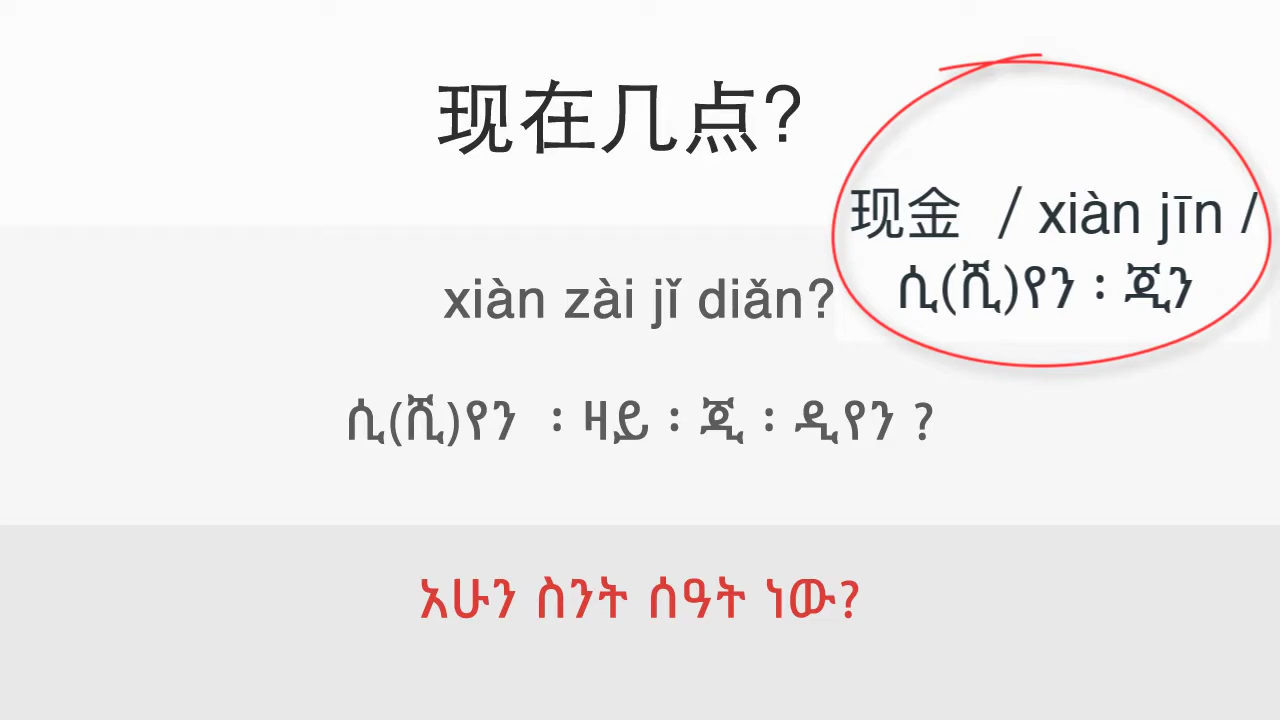 现在几点?
现金 / xiàn jīn /
ሲ(ሺ)የን ፡ ጂን
xiàn zài jǐ diǎn?
ሲ(ሺ)የን ፡ ዛይ ፡ ጂ ፡ ዲየን ?
አሁን ስንት ሰዓት ነው?